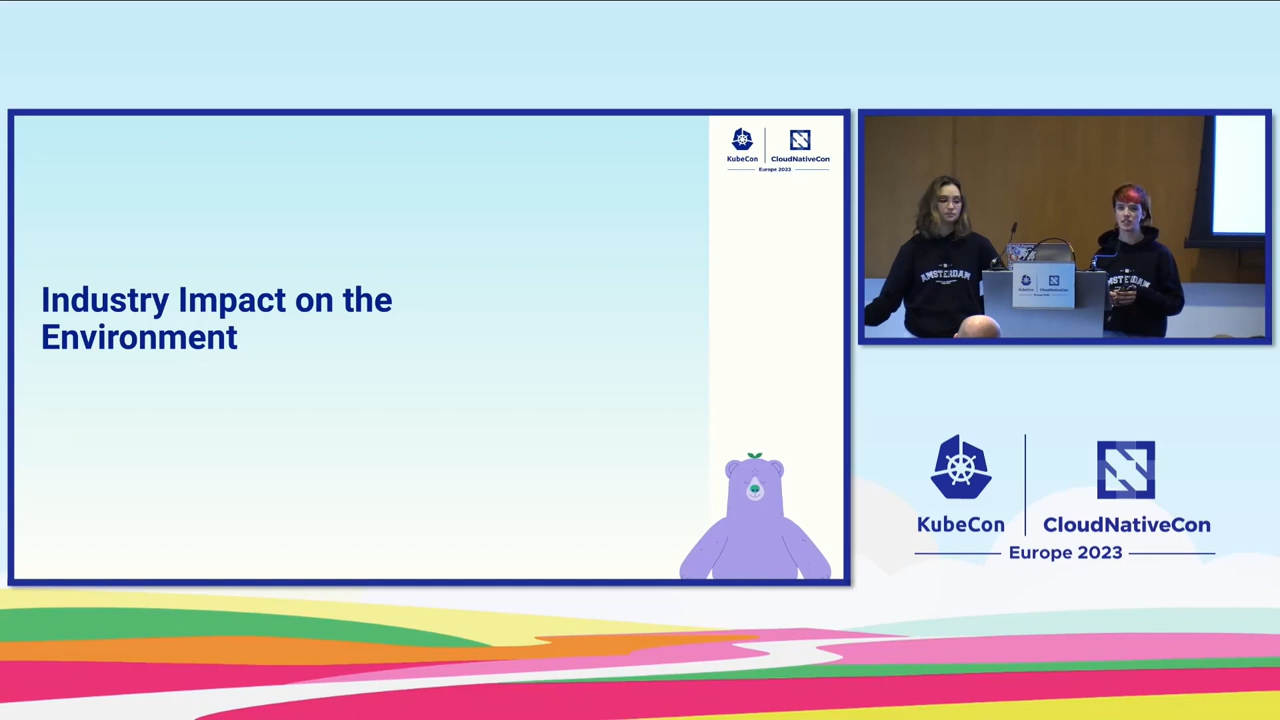 Industry Impact on the
Environment
KubeCon
CloudNativeCon
Europe 2023
AMSTERDAM
KubeCon
CloudNativeCon
Europe 2023